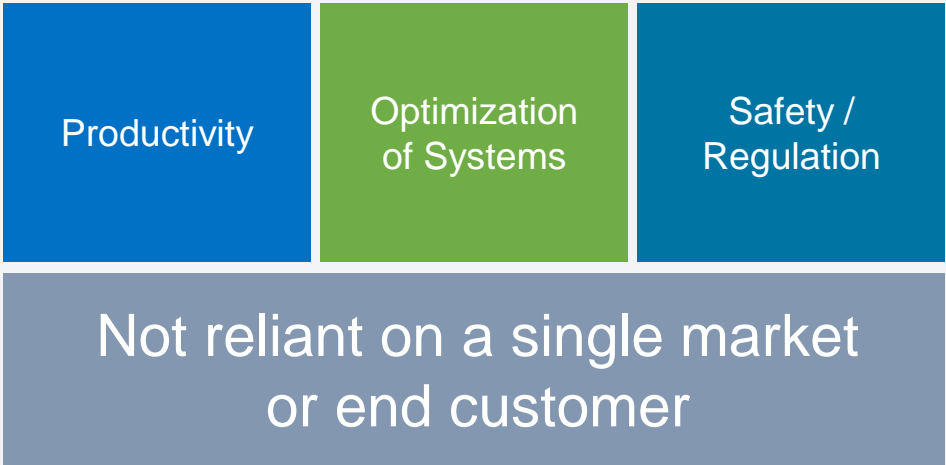 Productivity
Optimization
of Systems
Safety /
Regulation
Not reliant on a single market
or end customer